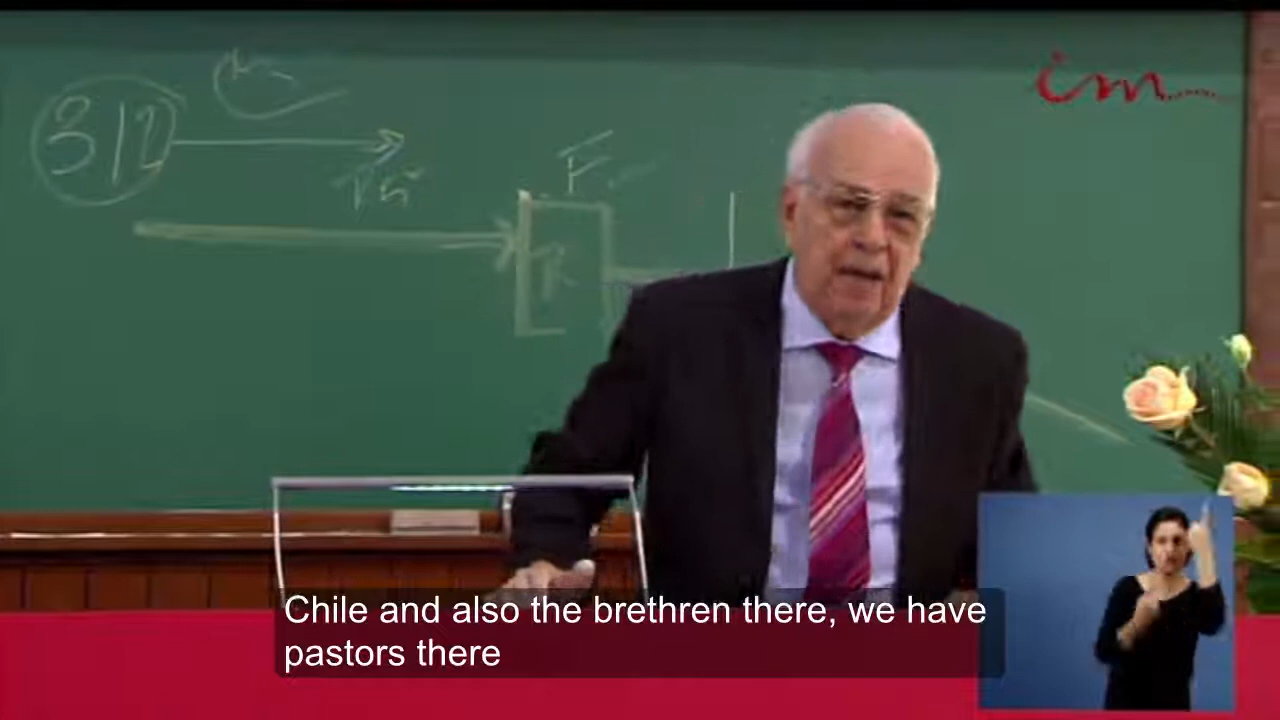 im
312
F
R
Chile and also the brethren there, we have
pastors there